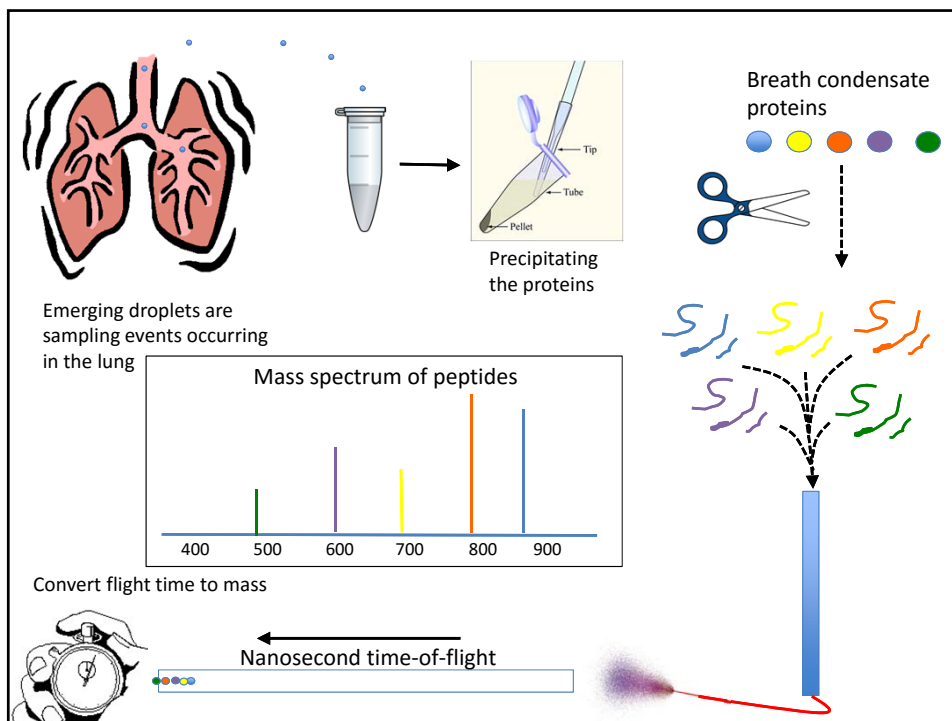 Breath condensate
proteins
Tip
Tube
Pellet
Precipitating
the proteins
Emerging droplets are
sampling events occurring
in the lung
Mass spectrum of peptides
400 500 600 700 800 900
Convert flight time to mass
Nanosecond time-of-flight